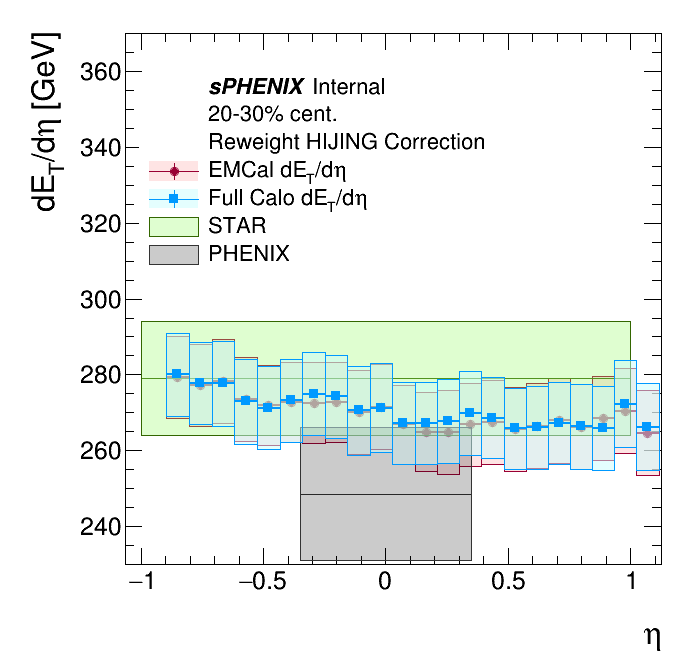 dE_T/dη [GeV]
360
340
320
300
280
260
240
sPHENIX Internal
20-30% cent.
Reweight HIJING Correction
EMCal dE_T/dη
Full Calo dE_T/dη
STAR
PHENIX
−1 −0.5 0 0.5 1
η